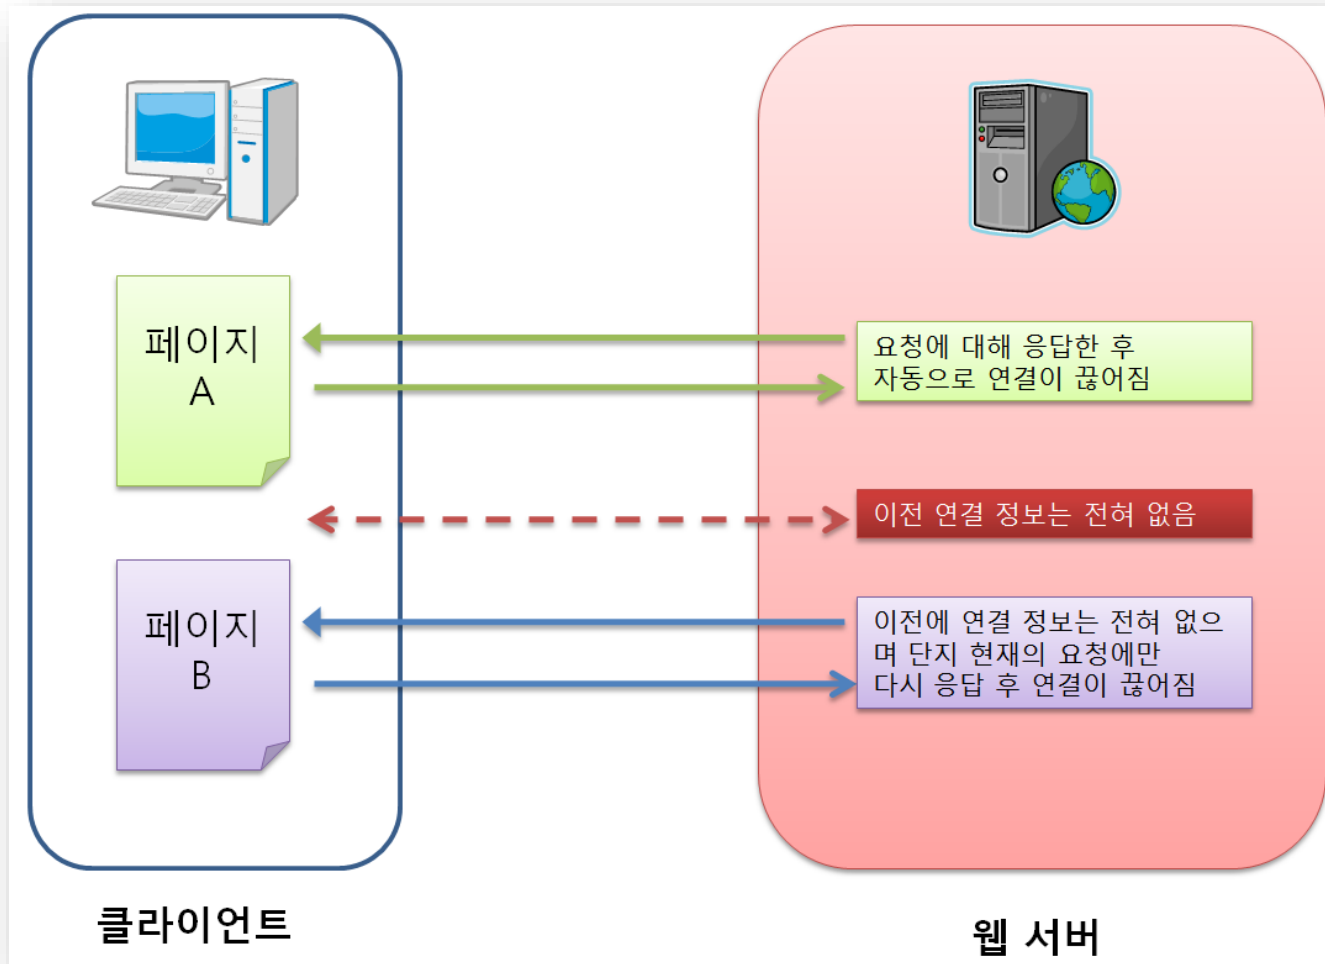 페이지
A
요청에 대해 응답한 후
자동으로 연결이 끊어짐
이전 연결 정보는 전혀 없음
페이지
B
이전에 연결 정보는 전혀 없으
며 단지 현재의 요청에만
다시 응답 후 연결이 끊어짐
클라이언트
웹 서버